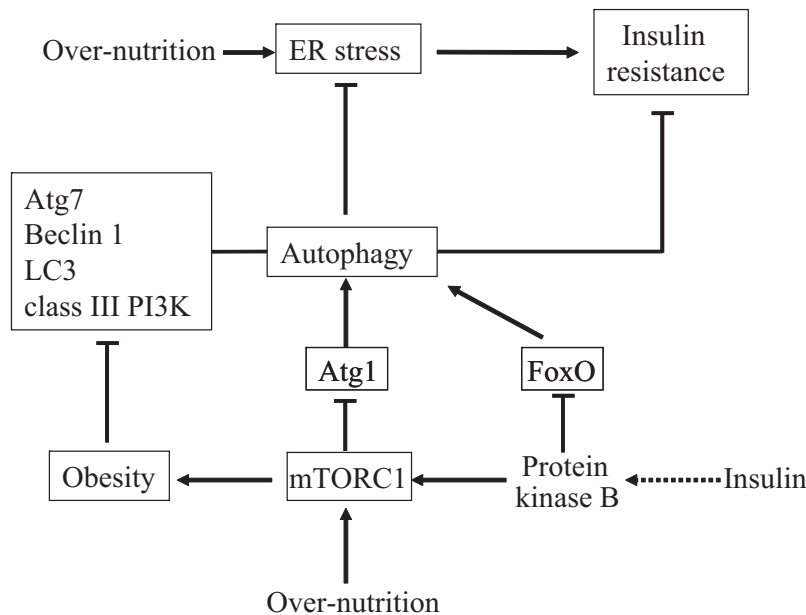 Over-nutrition
ER stress
Insulin
resistance
Atg7
Beclin 1
LC3
class III PI3K
Autophagy
Atg1
FoxO
Obesity
mTORC1
Protein
kinase B
Insulin
Over-nutrition